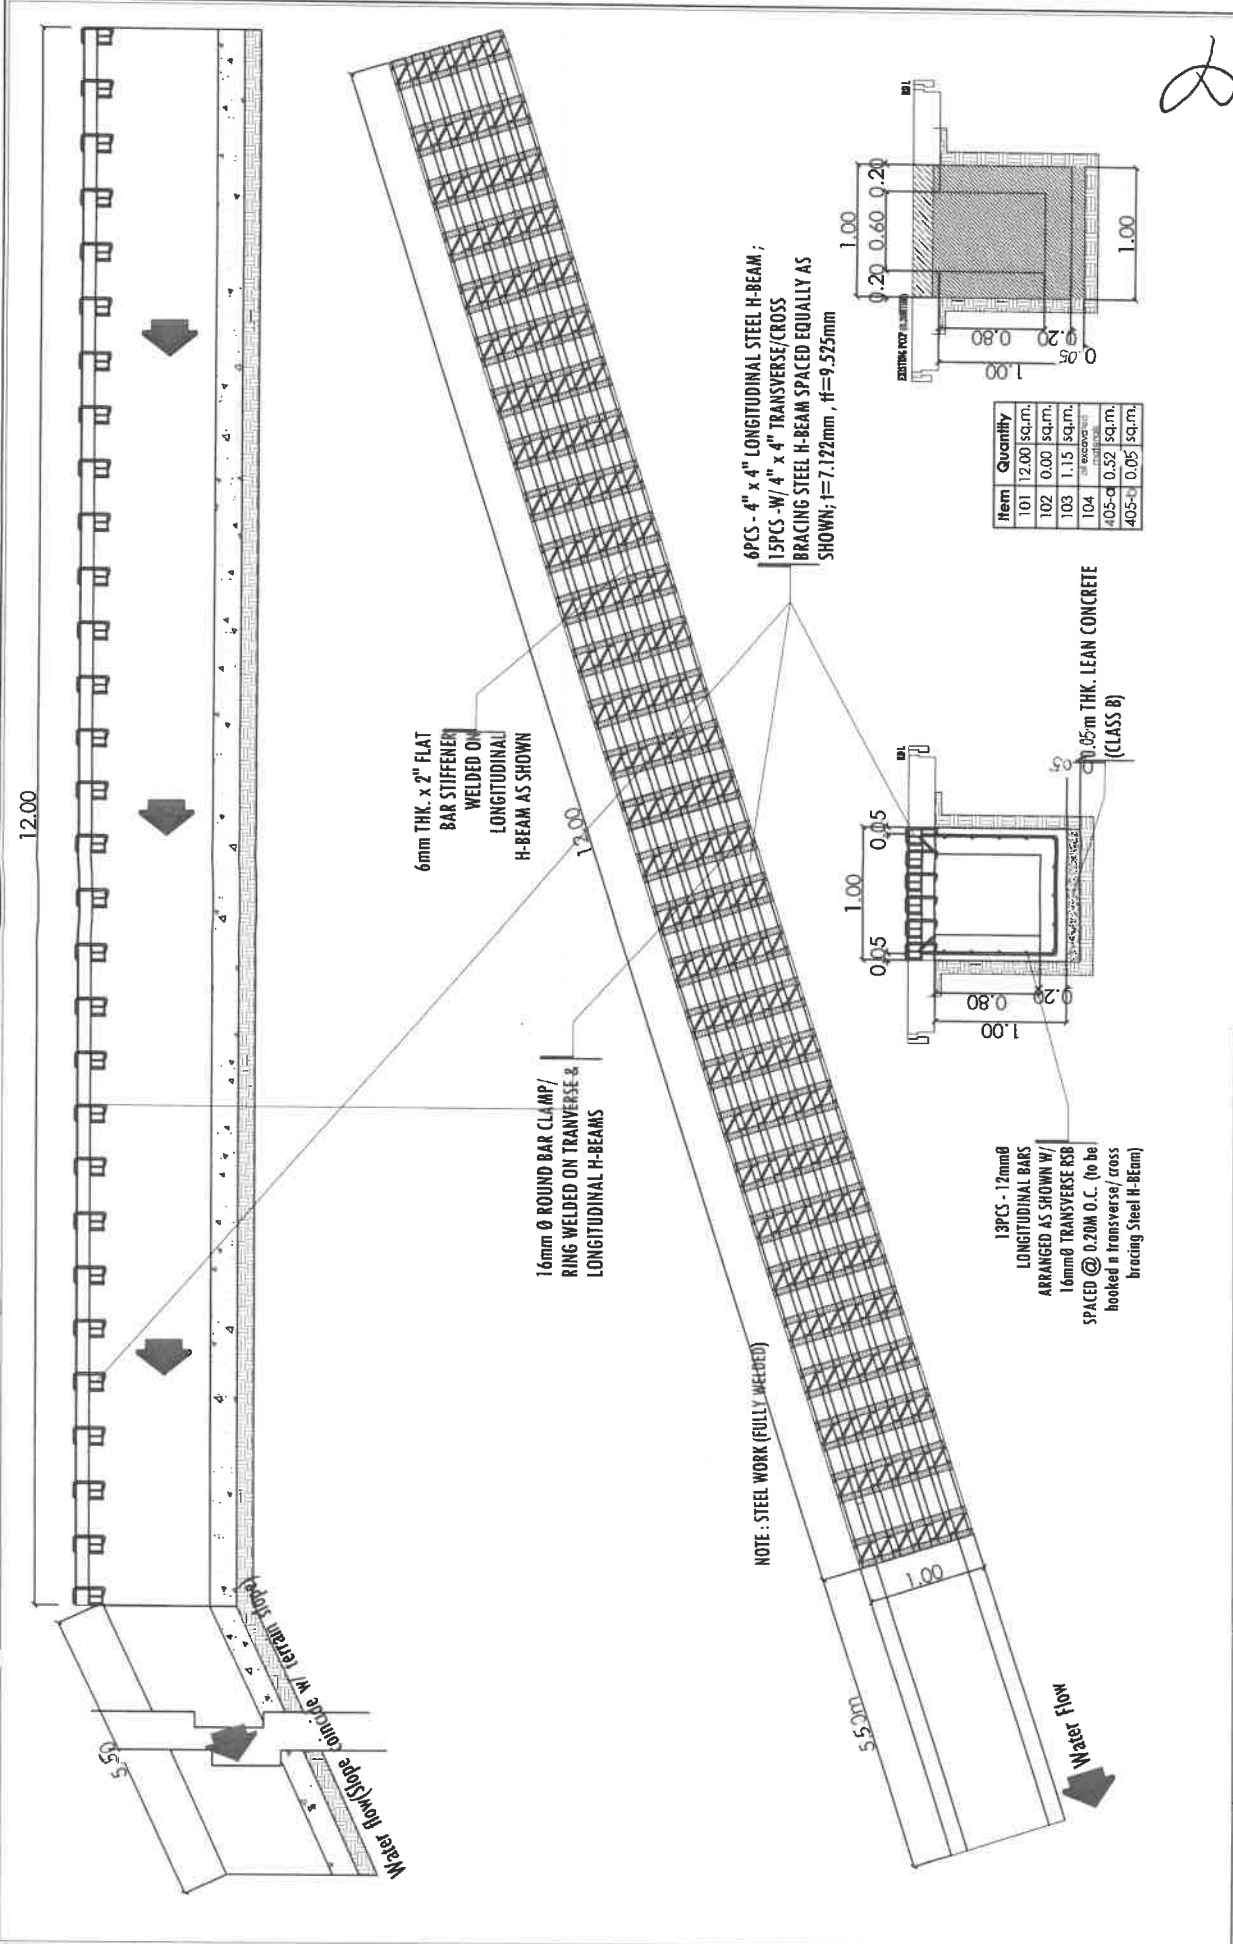 12.00
5.50
Water flow(Slope coincide w/ terrain slope)
6mm THK. x 2" FLAT
BAR STIFFENER
WELDED ON
LONGITUDINAL
H-BEAM AS SHOWN
16mm Ø ROUND BAR CLAMP/
RING WELDED ON TRANVERSE &
LONGITUDINAL H-BEAMS
12.00
6PCS - 4" x 4" LONGITUDINAL STEEL H-BEAM ;
15PCS -W/ 4" x 4" TRANSVERSE/CROSS
BRACING STEEL H-BEAM SPACED EQUALLY AS
SHOWN; t=7.122mm , tf=9.525mm
NOTE : STEEL WORK (FULLY WELDED)
1.00
5.50m
Water Flow
13PCS - 12mmØ
LONGITUDINAL BARS
ARRANGED AS SHOWN W/
16mmØ TRANSVERSE RSB
SPACED @ 0.20M O.C. (to be
hooked n transverse/cross
bracing Steel H-BEam)
1.00
0.05
0.05
0.80
0.20
1.00
0.05
0.05m THK. LEAN CONCRETE
(CLASS B)
1.00
0.20 0.60 0.20
0.80
0.20
1.00
0.05
1.00
Item Quantity
101 12.00 sq.m.
102 0.00 sq.m.
103 1.15 sq.m.
104 excavated materials
405-a 0.52 sq.m.
405-b 0.05 sq.m.